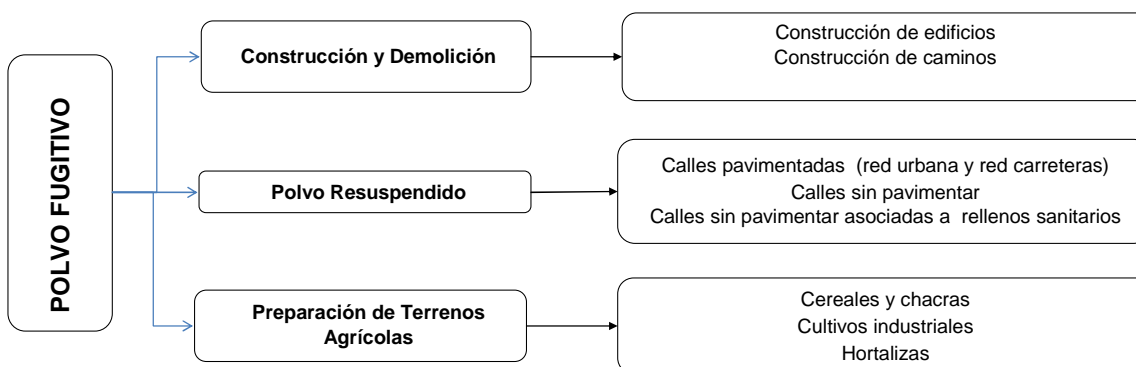 POLVO FUGITIVO
Construcción y Demolición
Construcción de edificios
Construcción de caminos
Polvo Resuspendido
Calles pavimentadas (red urbana y red carreteras)
Calles sin pavimentar
Calles sin pavimentar asociadas a rellenos sanitarios
Preparación de Terrenos
Agrícolas
Cereales y chacras
Cultivos industriales
Hortalizas